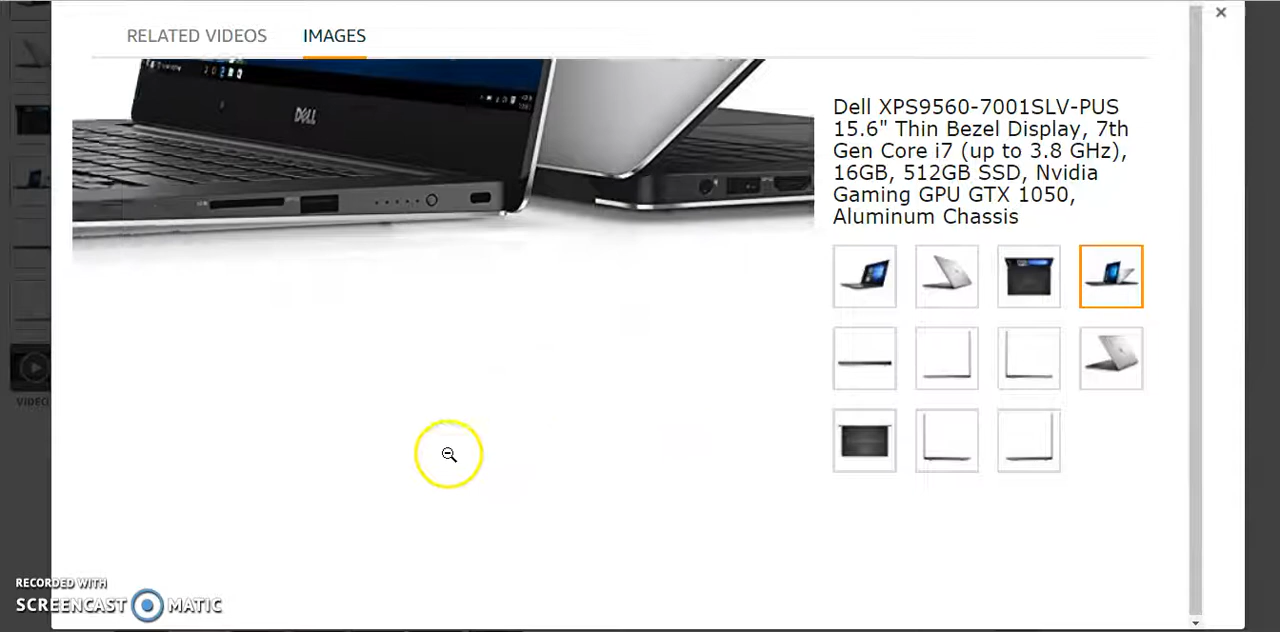 RELATED VIDEOS IMAGES
DELL
Dell XPS9560-7001SLV-PUS
15.6" Thin Bezel Display, 7th
Gen Core i7 (up to 3.8 GHz),
16GB, 512GB SSD, Nvidia
Gaming GPU GTX 1050,
Aluminum Chassis
VIDEO
RECORDED WITH
SCREENCAST MATIC